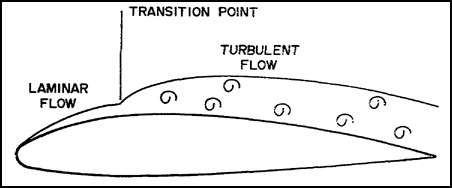 TRANSITION POINT
TURBULENT
FLOW
LAMINAR
FLOW